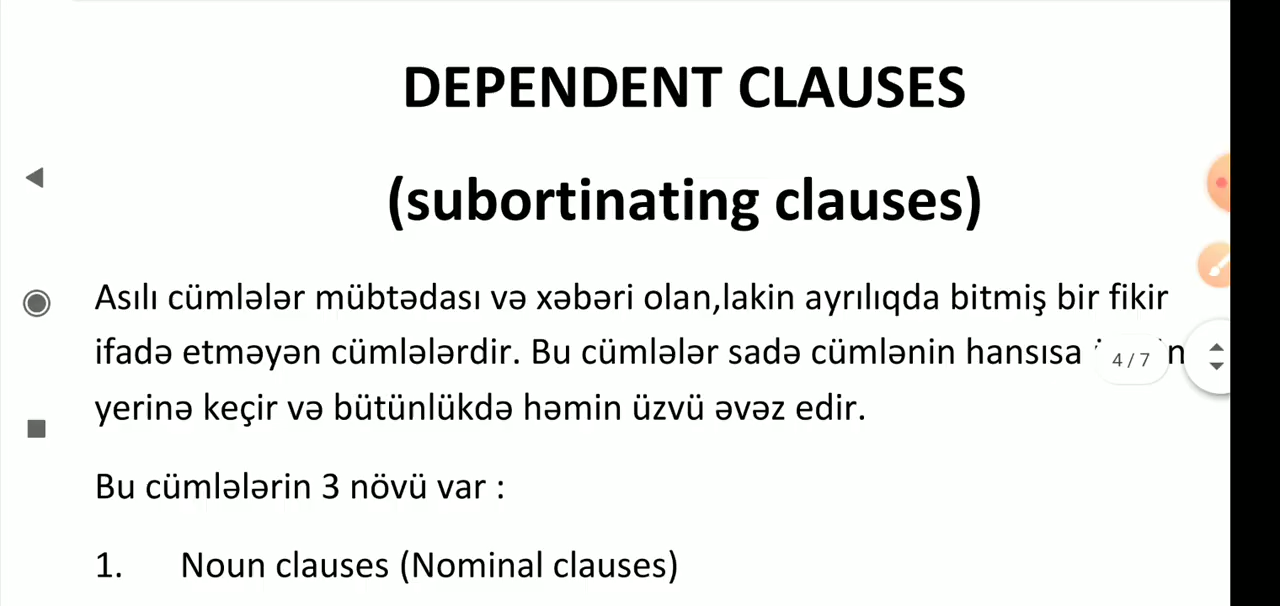 DEPENDENT CLAUSES
(subortinating clauses)
Asılı cümlələr mübtədası və xəbəri olan,lakin ayrılıqda bitmiş bir fikir
ifadə etməyən cümlələrdir. Bu cümlələr sadə cümlənin hansısa
4 / 7
yerinə keçir və bütünlükdə həmin üzvü əvəz edir.
Bu cümlələrin 3 növü var :
1. Noun clauses (Nominal clauses)